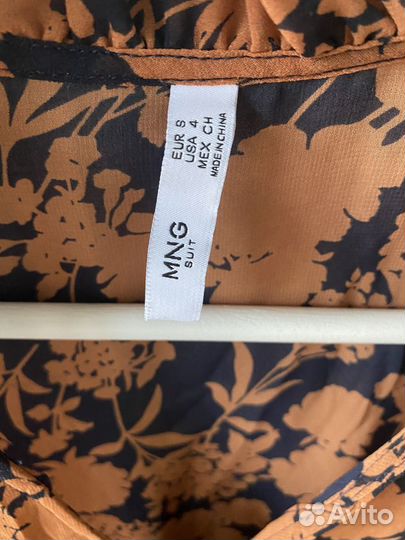 EUR S
USA 4
MEX CH
MADE IN CHINA
MNG
SUIT
Avito